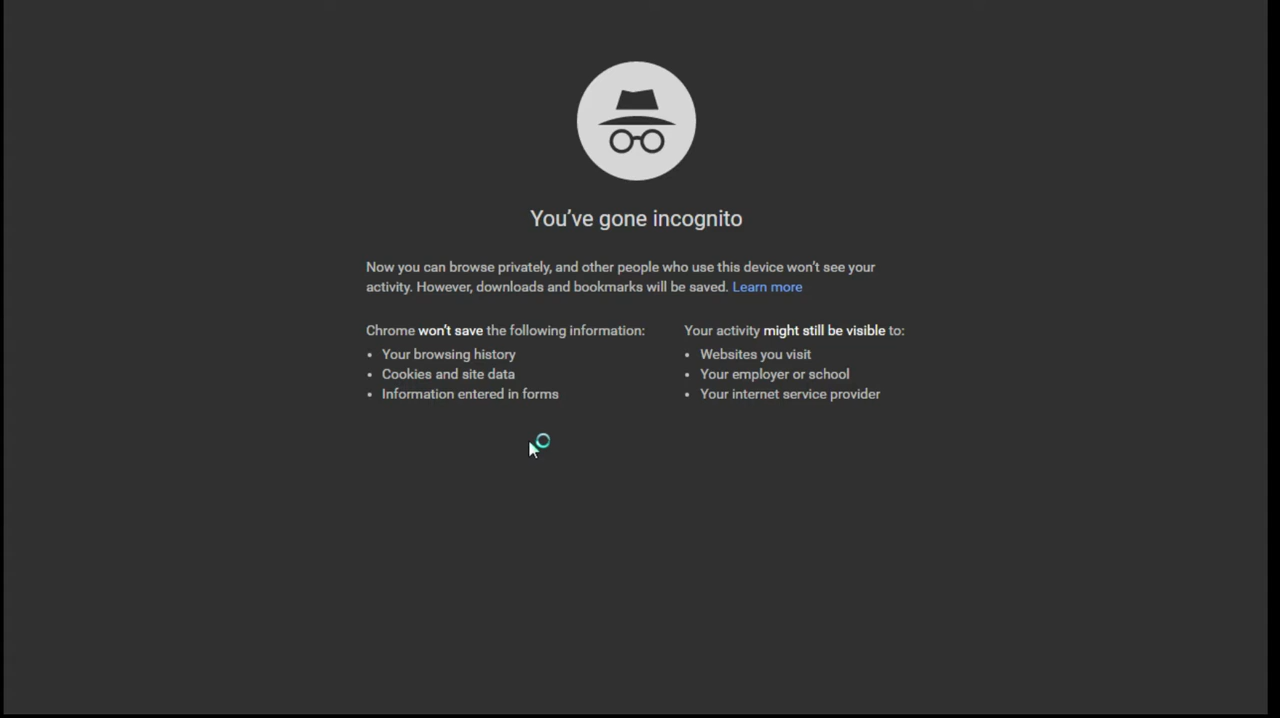 You've gone incognito
Now you can browse privately, and other people who use this device won't see your
activity. However, downloads and bookmarks will be saved. Learn more
Chrome won't save the following information:
• Your browsing history
• Cookies and site data
• Information entered in forms
Your activity might still be visible to:
• Websites you visit
• Your employer or school
• Your internet service provider